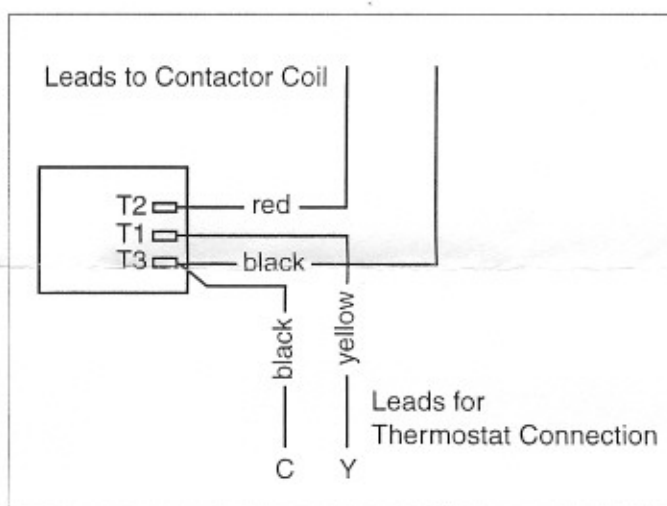 Leads to Contactor Coil
T2
red
T1
T3
black
black
yellow
Leads for
Thermostat Connection
C
Y